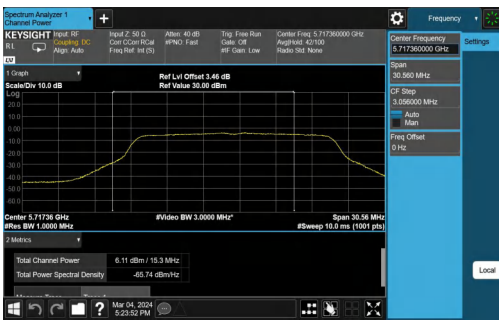 Spectrum Analyzer 1
Channel Power
+
Frequency
KEYSIGHT
RL
Input: RF
Coupling: DC
Align: Auto
Input Z: 50 Ω
Corr CCorr RCal
Freq Ref: Int (S)
Atten: 40 dB
#PNO: Fast
Trig: Free Run
Gate: Off
#IF Gain: Low
Center Freq: 5.717360000 GHz
Avg|Hold: 42/100
Radio Std: None
Center Frequency
5.717360000 GHz
Settings
Span
30.560 MHz
CF Step
3.056000 MHz
Auto
Man
Freq Offset
0 Hz
Local
1 Graph
Scale/Div 10.0 dB
Ref Lvl Offset 3.46 dB
Ref Value 30.00 dBm
Log
20.0
10.0
0.00
-10.0
-20.0
-30.0
-40.0
-50.0
-60.0
Center 5.71736 GHz
#Res BW 1.0000 MHz
#Video BW 3.0000 MHz*
Span 30.56 MHz
#Sweep 10.0 ms (1001 pts)
2 Metrics
Total Channel Power 6.11 dBm / 15.3 MHz
Total Power Spectral Density -65.74 dBm/Hz
?
Mar 04, 2024
5:23:52 PM